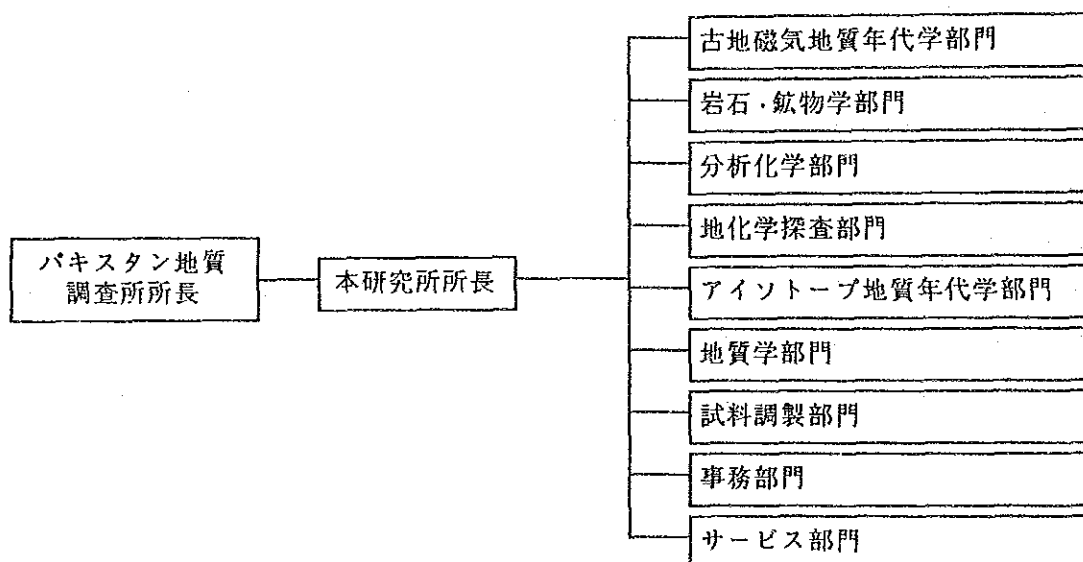 パキスタン地質
調査所所長
本研究所所長
古地磁気地質年代学部門
岩石・鉱物学部門
分析化学部門
地化学探査部門
アイソトープ地質年代学部門
地質学部門
試料調製部門
事務部門
サービス部門